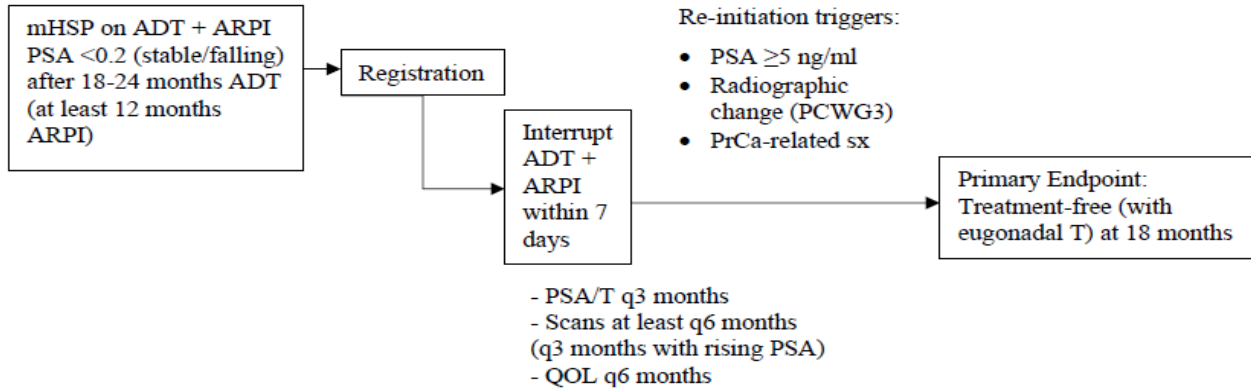 mHSP on ADT + ARPI
PSA <0.2 (stable/falling)
after 18-24 months ADT
(at least 12 months
ARPI)
Registration
Interrupt
ADT +
ARPI
within 7
days
Re-initiation triggers:
• PSA ≥5 ng/ml
• Radiographic
change (PCWG3)
• PrCa-related sx
Primary Endpoint:
Treatment-free (with
eugonadal T) at 18 months
- PSA/T q3 months
- Scans at least q6 months
(q3 months with rising PSA)
- QOL q6 months